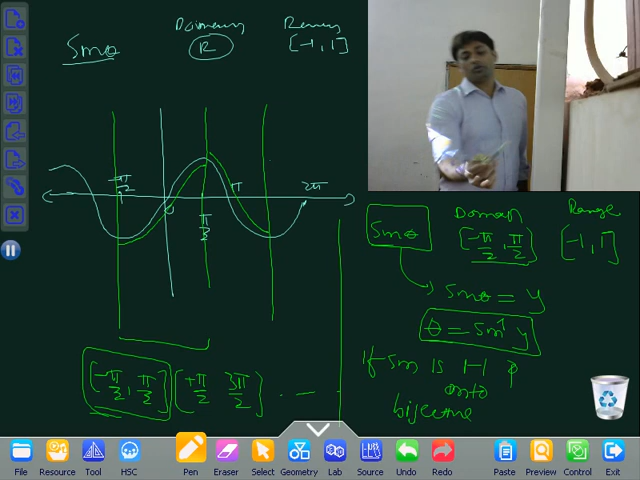 Sinθ Domain Range
R [-1, 1]
-π/2 0 π/2 π 2π
[-π/2, π/2] [+π/2 3π/2] . — .
Sinθ Domain Range
[-π/2, π/2] [-1, 1]
Sinθ = y
θ = Sin⁻¹ y
If Sin is 1-1 &
onto
bijective
File Resource Tool HSC Pen Eraser Select Geometry Lab Source Undo Redo Paste Preview Control Exit